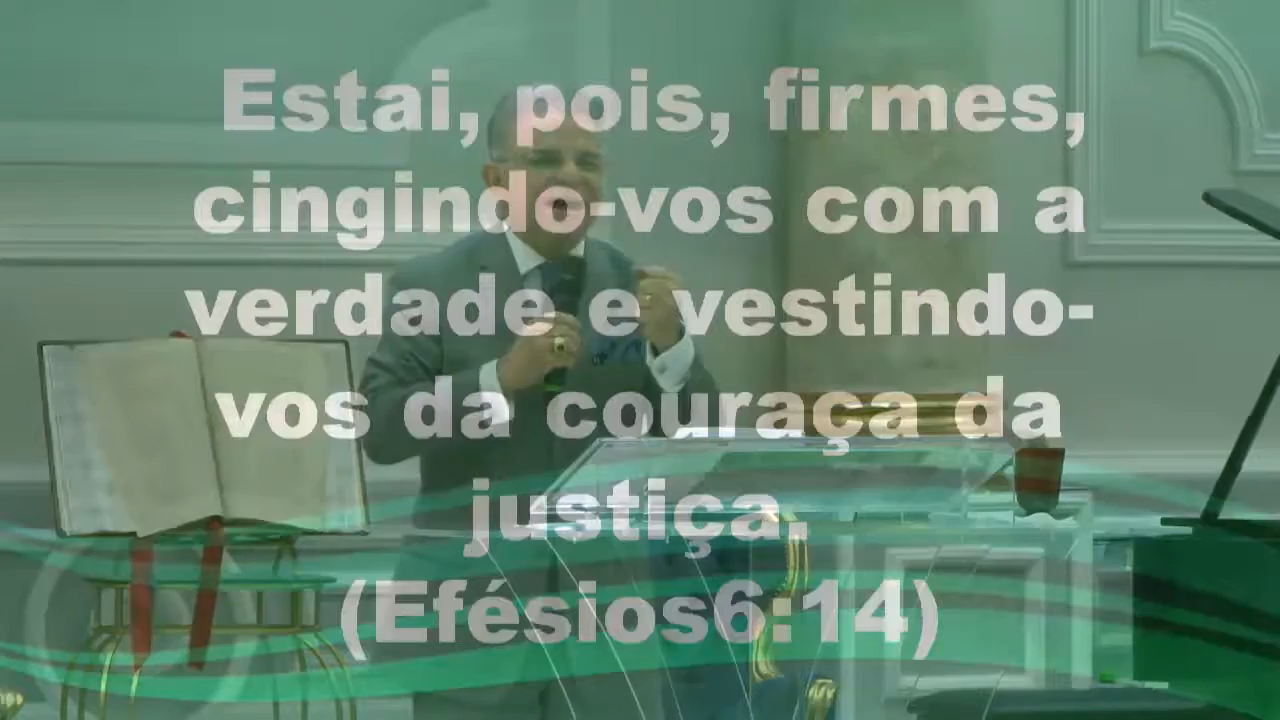 Estai, pois, firmes,
cingindo-vos com a
verdade e vestindo-
vos da couraça da
justiça.
(Efésios6:14)